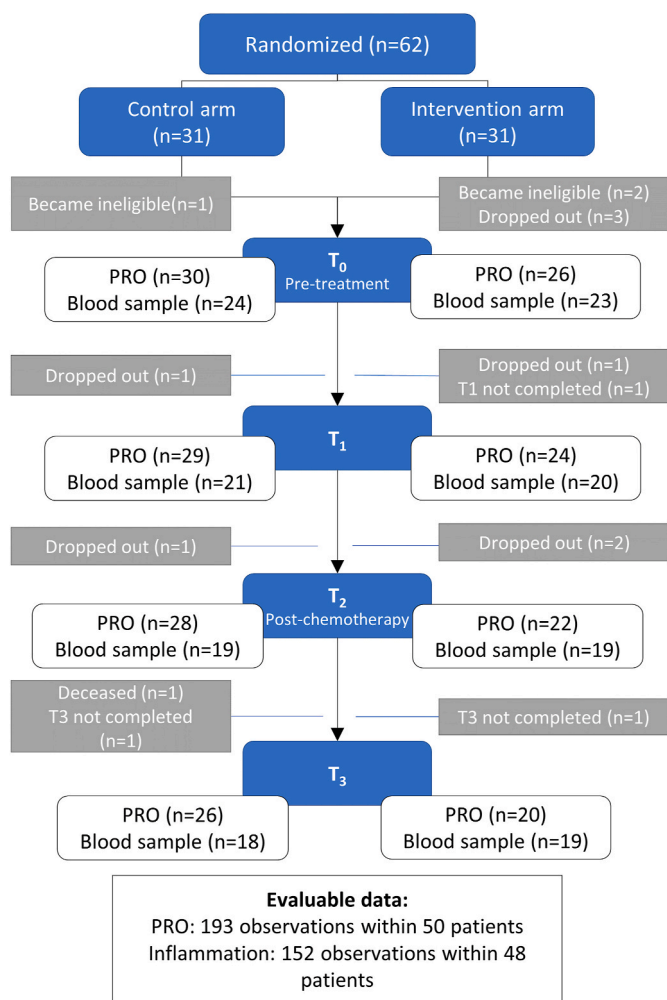 Randomized (n=62)
Control arm
(n=31)
Intervention arm
(n=31)
Became ineligible(n=1)
Became ineligible (n=2)
Dropped out (n=3)
T0
Pre-treatment
PRO (n=30)
Blood sample (n=24)
PRO (n=26)
Blood sample (n=23)
Dropped out (n=1)
Dropped out (n=1)
T1 not completed (n=1)
T1
PRO (n=29)
Blood sample (n=21)
PRO (n=24)
Blood sample (n=20)
Dropped out (n=1)
Dropped out (n=2)
T2
Post-chemotherapy
PRO (n=28)
Blood sample (n=19)
PRO (n=22)
Blood sample (n=19)
Deceased (n=1)
T3 not completed
(n=1)
T3 not completed (n=1)
T3
PRO (n=26)
Blood sample (n=18)
PRO (n=20)
Blood sample (n=19)
Evaluable data:
PRO: 193 observations within 50 patients
Inflammation: 152 observations within 48
patients